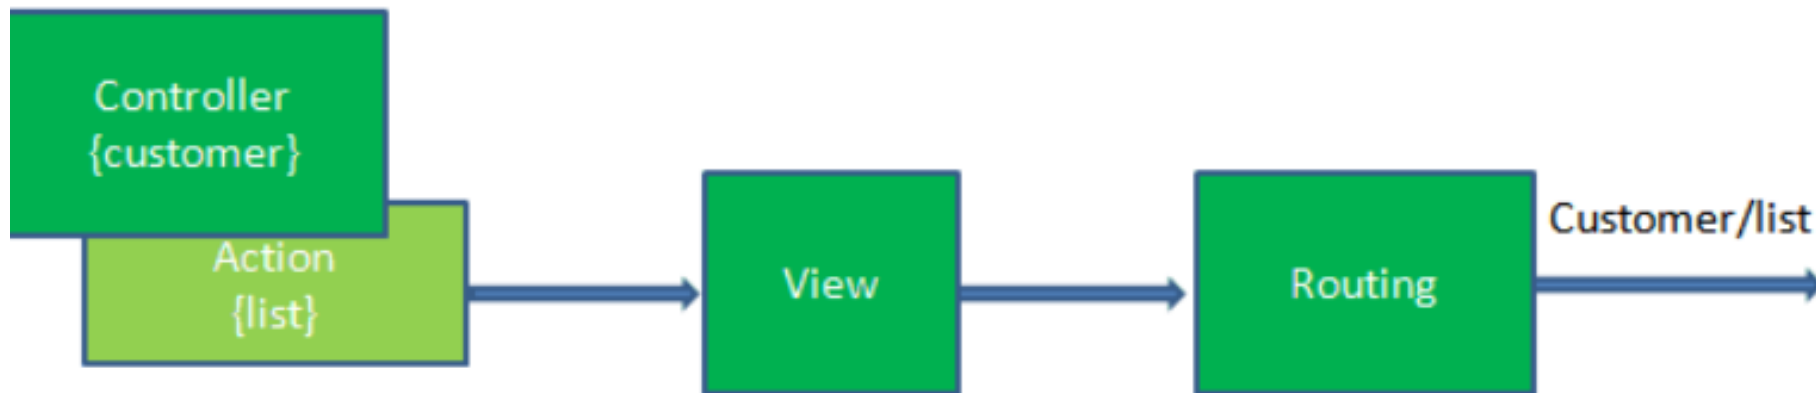 Controller
{customer}
Action
{list}
View
Routing
Customer/list